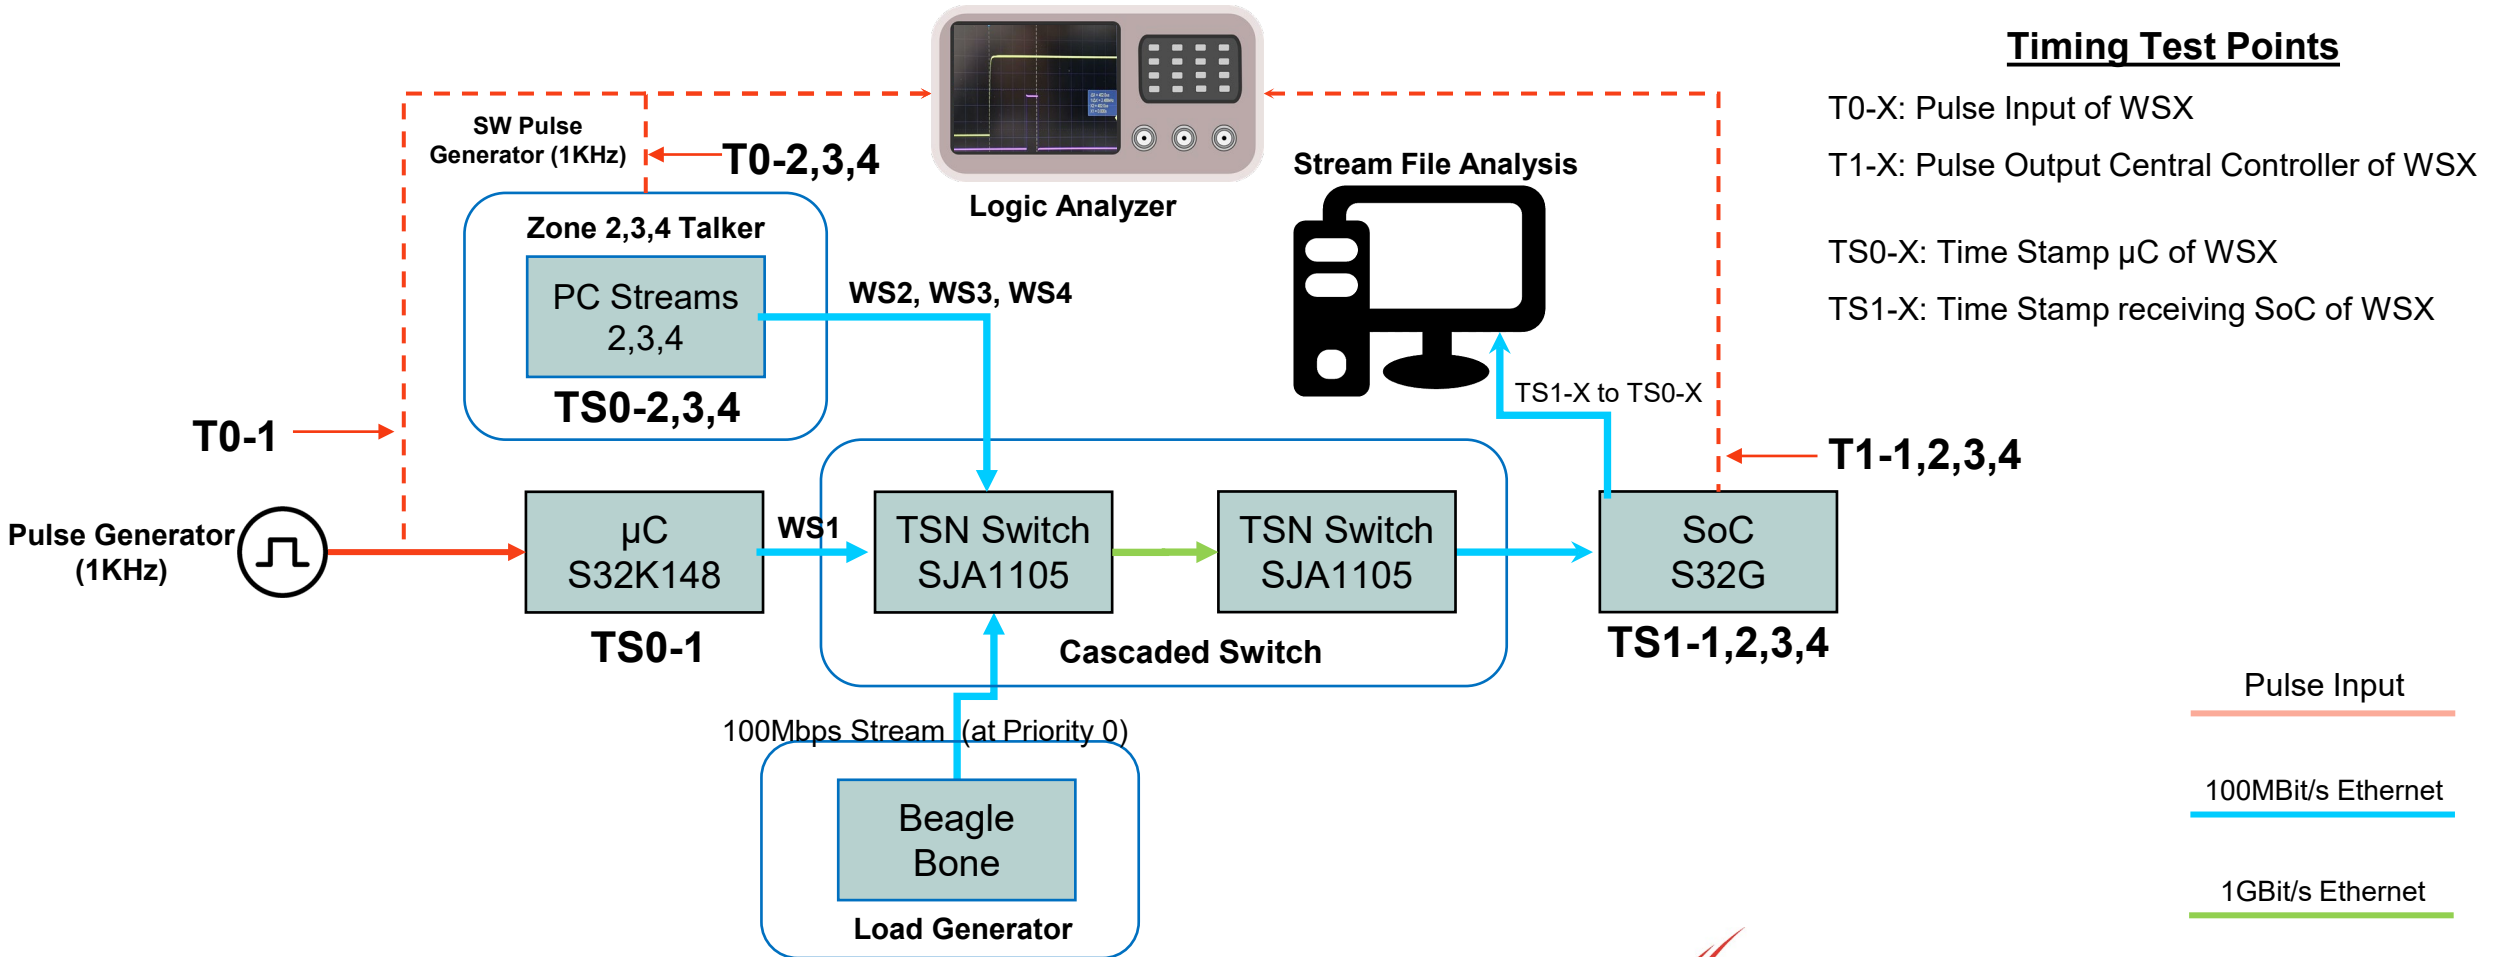 Timing Test Points
T0-X: Pulse Input of WSX
T1-X: Pulse Output Central Controller of WSX
TS0-X: Time Stamp µC of WSX
TS1-X: Time Stamp receiving SoC of WSX
SW Pulse
Generator (1KHz)
T0-2,3,4
Logic Analyzer
Stream File Analysis
Zone 2,3,4 Talker
PC Streams
2,3,4
TS0-2,3,4
WS2, WS3, WS4
TS1-X to TS0-X
T0-1
T1-1,2,3,4
Pulse Generator
(1KHz)
µC
S32K148
TS0-1
WS1
TSN Switch
SJA1105
TSN Switch
SJA1105
Cascaded Switch
SoC
S32G
TS1-1,2,3,4
100Mbps Stream (at Priority 0)
Beagle
Bone
Load Generator
Pulse Input
100MBit/s Ethernet
1GBit/s Ethernet